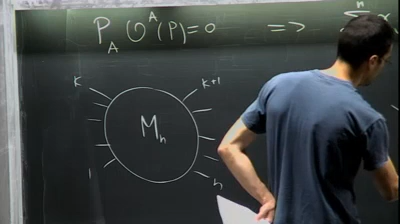 P_A ℧^A(P)=0 => n Σ
K K+1
M_n
1 n